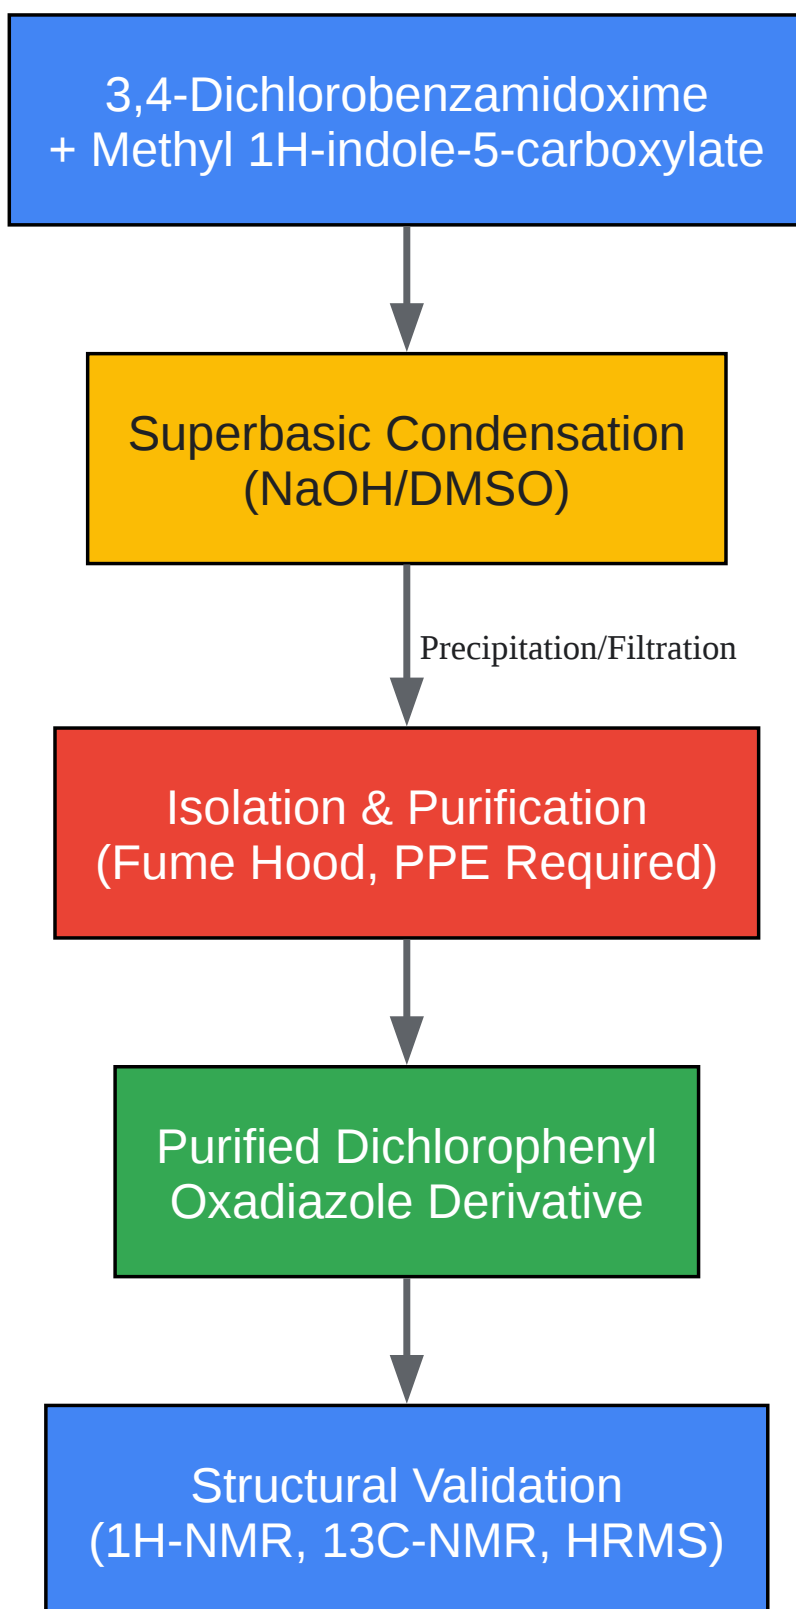 3,4-Dichlorobenzamidoxime
+ Methyl 1H-indole-5-carboxylate
Superbasic Condensation
(NaOH/DMSO)
Precipitation/Filtration
Isolation & Purification
(Fume Hood, PPE Required)
Purified Dichlorophenyl
Oxadiazole Derivative
Structural Validation
(1H-NMR, 13C-NMR, HRMS)